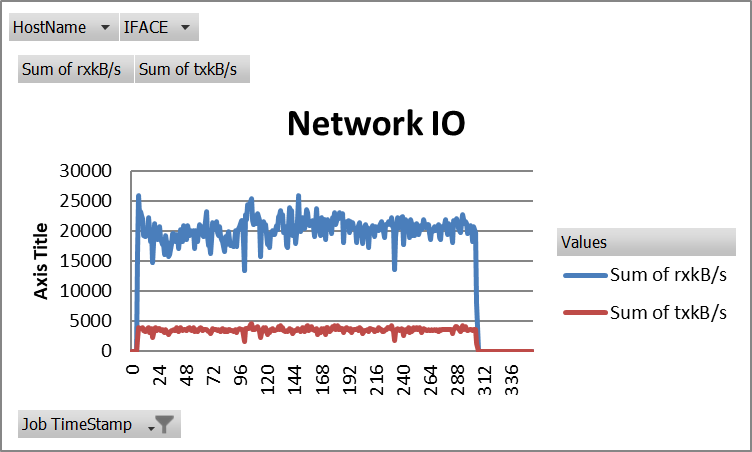 HostName IFACE
Sum of rxkB/s Sum of txkB/s
Network IO
30000
25000
20000
15000
10000
5000
0
Axis Title
0 24 48 72 96 120 144 168 192 216 240 264 288 312 336
Values
Sum of rxkB/s
Sum of txkB/s
Job TimeStamp